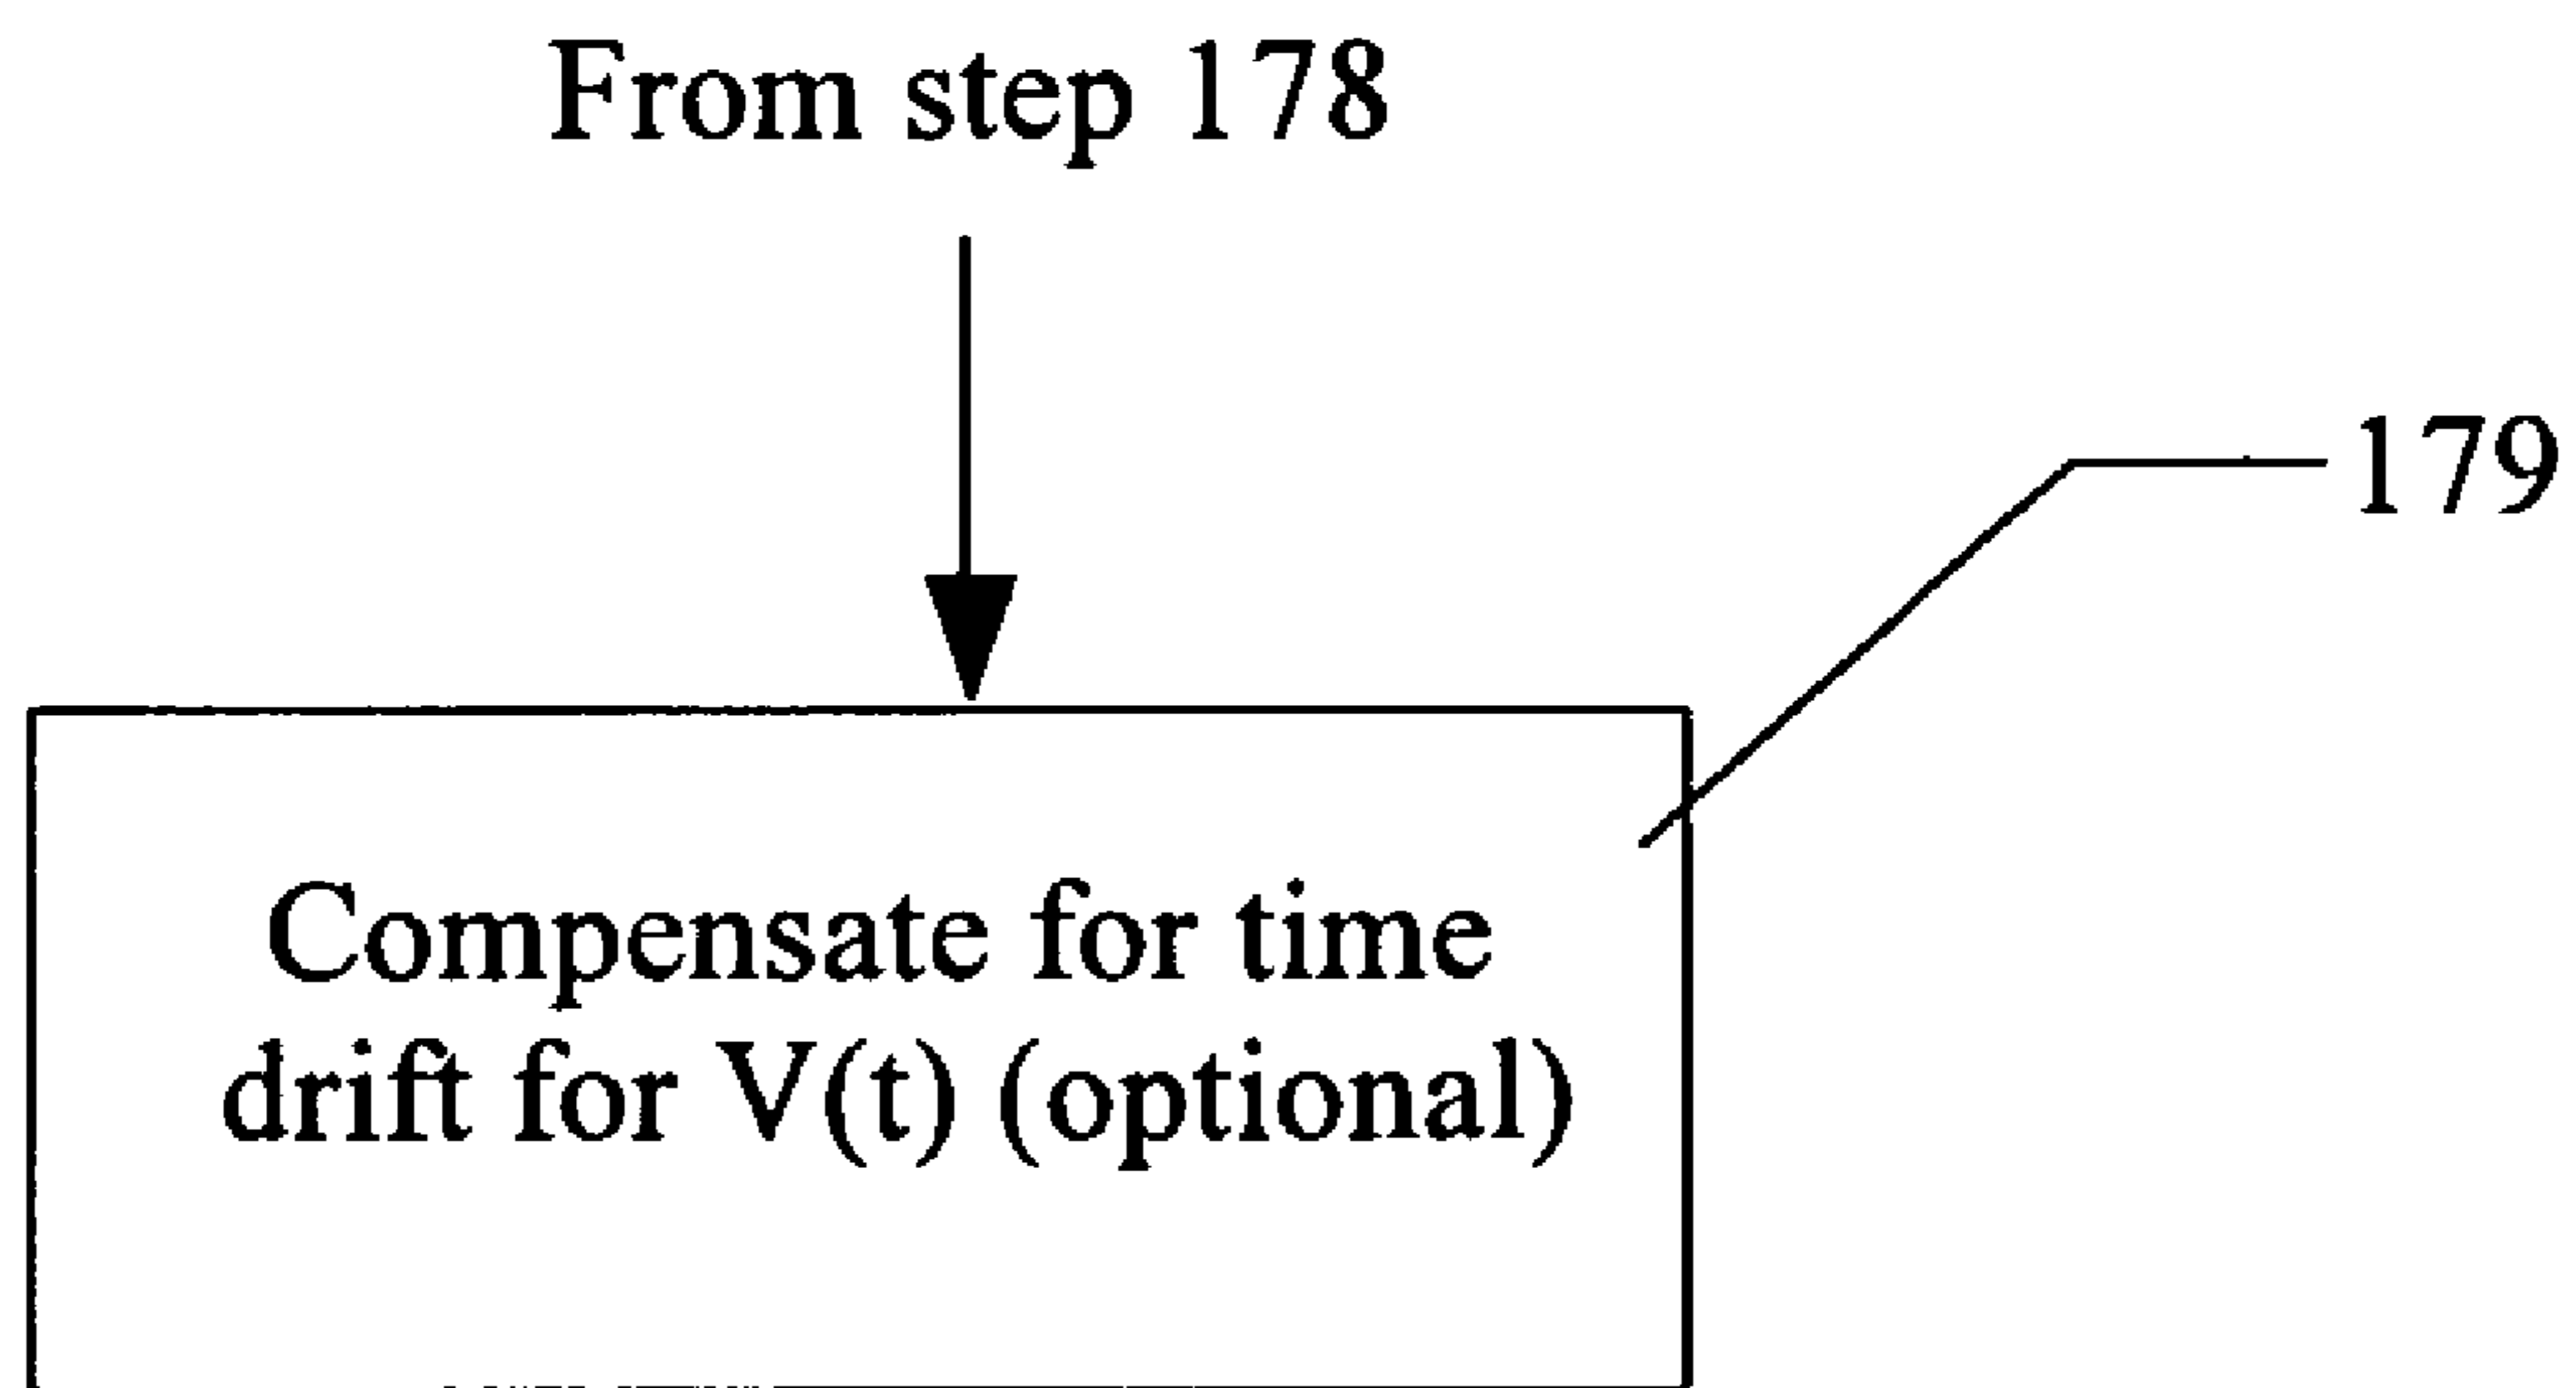 From step 178
179
Compensate for time
drift for V(t) (optional)